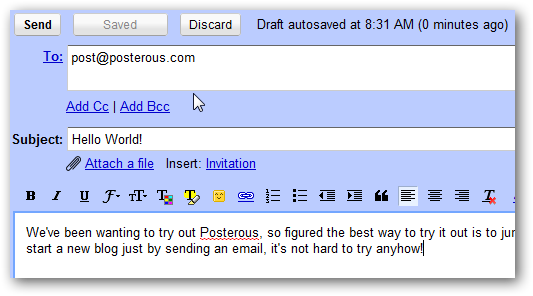 Send Saved Discard Draft autosaved at 8:31 AM (0 minutes ago)
To: post@posterous.com
Add Cc | Add Bcc
Subject: Hello World!
Attach a file Insert: Invitation
B I U F T T T
We've been wanting to try out Posterous, so figured the best way to try it out is to
start a new blog just by sending an email, it's not hard to try anyhow!